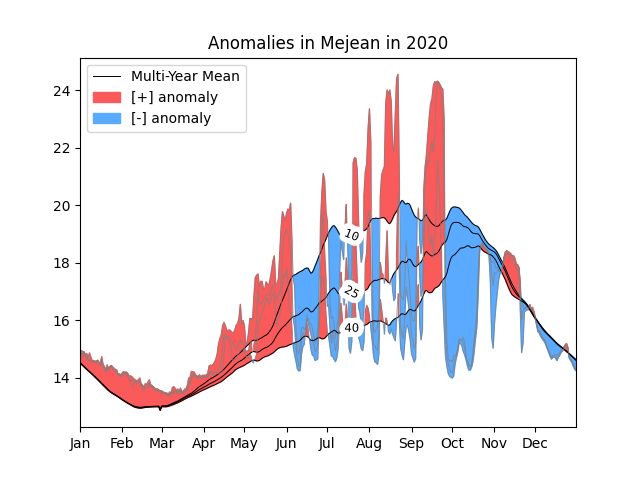 Anomalies in Mejean in 2020
Multi-Year Mean
[+] anomaly
[-] anomaly
24
22
20
18
16
14
10
25
40
Jan Feb Mar Apr May Jun Jul Aug Sep Oct Nov Dec